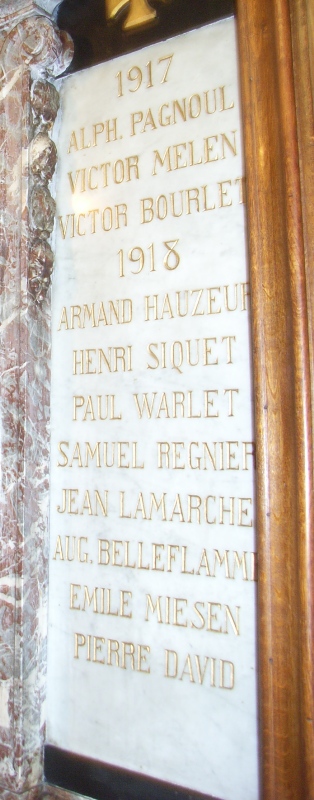 1917
ALPH. PAGNOUL
VICTOR MELEN
VICTOR BOURLET
1918
ARMAND HAUZEUR
HENRI SIQUET
PAUL WARLET
SAMUEL REGNIER
JEAN LAMARCHE
AUG. BELLEFLAMME
EMILE MIESEN
PIERRE DAVID